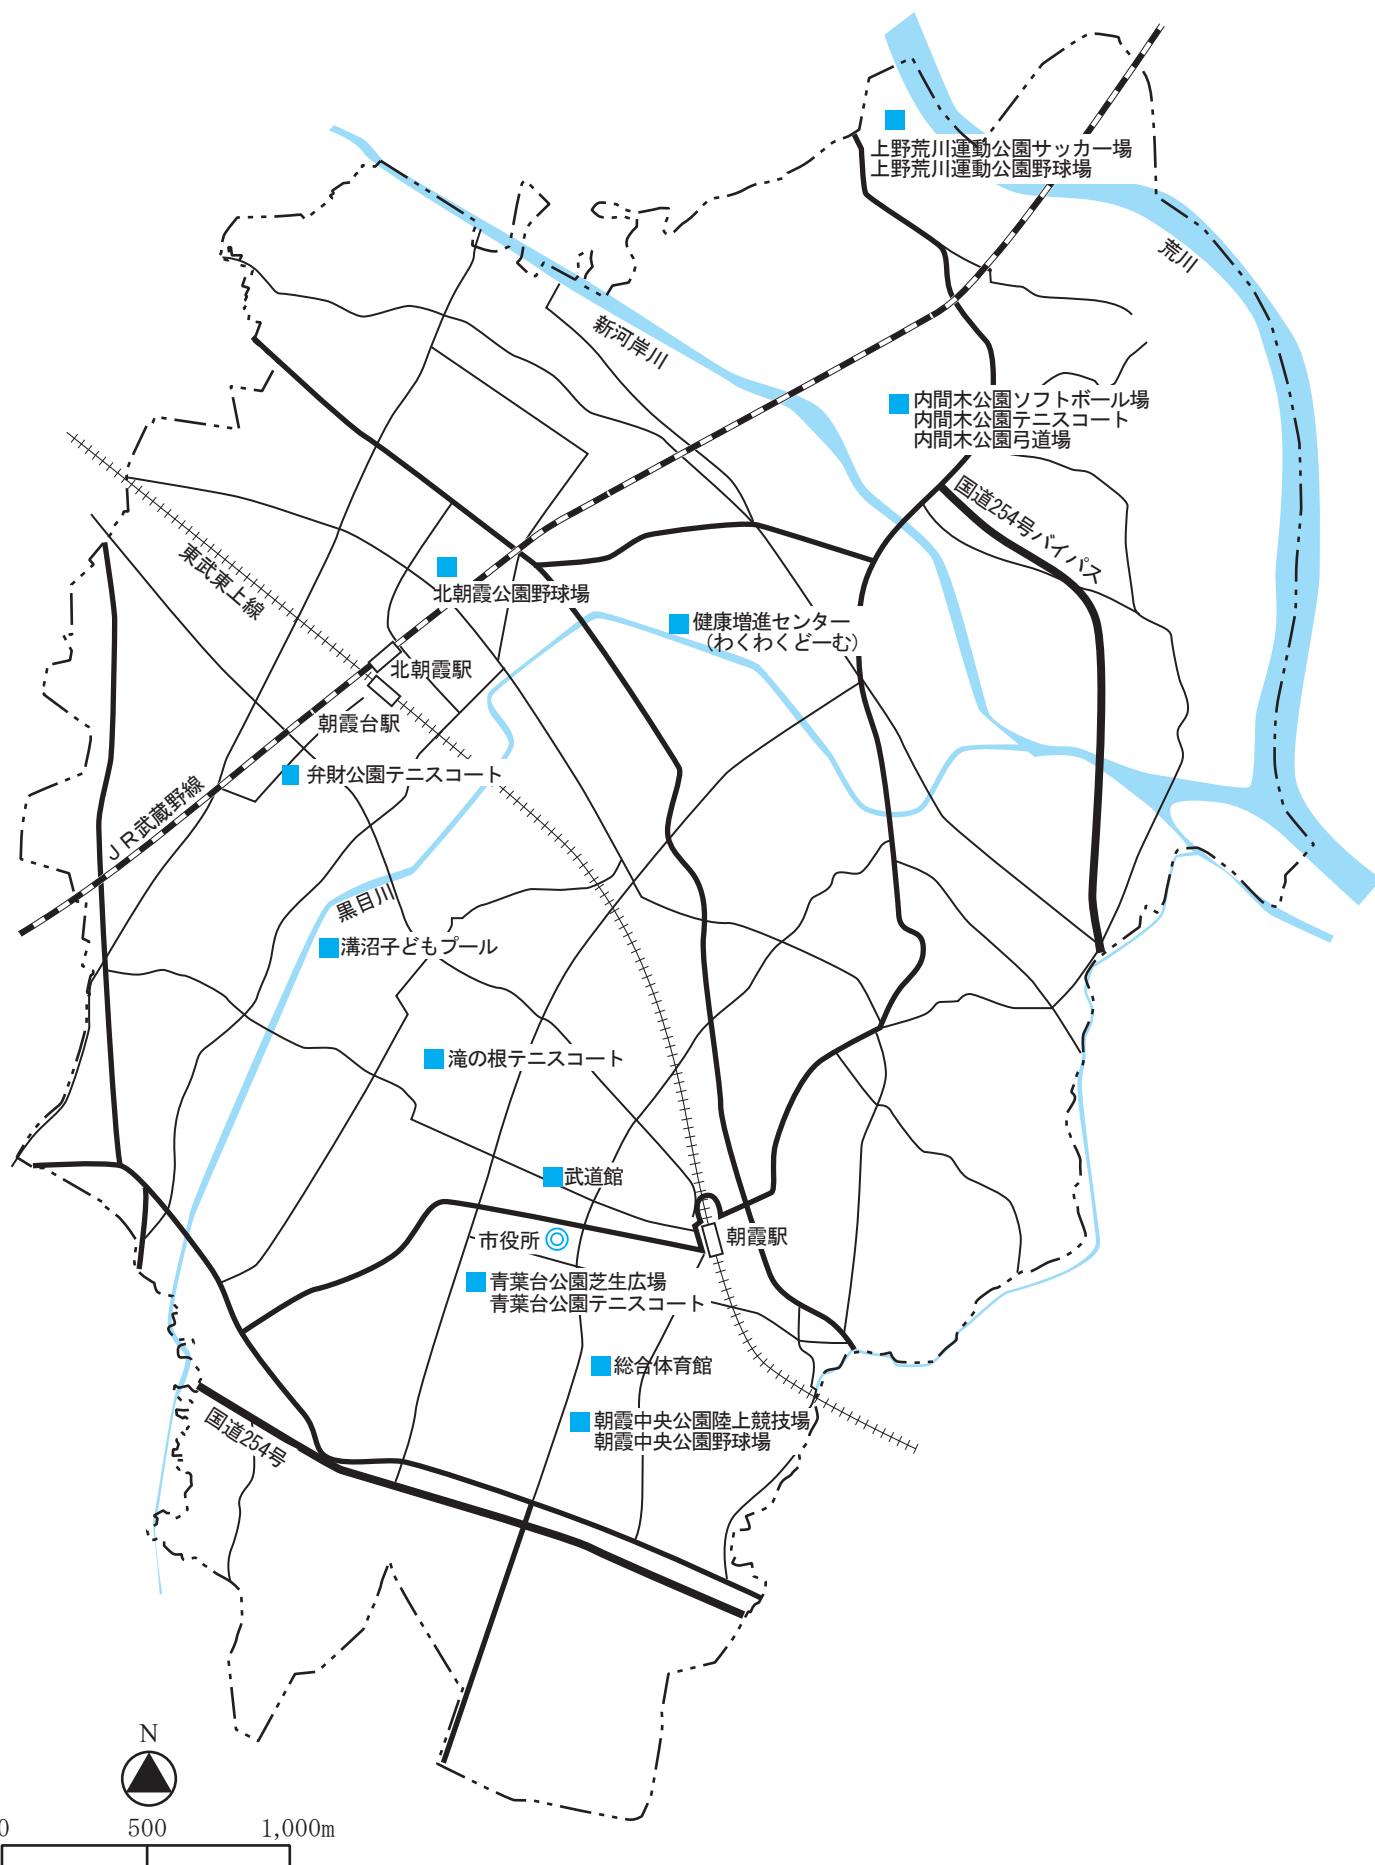 上野荒川運動公園サッカー場
上野荒川運動公園野球場
荒川
新河岸川
内間木公園ソフトボール場
内間木公園テニスコート
内間木公園弓道場
国道254号バイパス
東武東上線
北朝霞公園野球場
健康増進センター
（わくわくどーむ）
北朝霞駅
朝霞台駅
弁財公園テニスコート
ＪＲ武蔵野線
黒目川
溝沼子どもプール
滝の根テニスコート
武道館
市役所
朝霞駅
青葉台公園芝生広場
青葉台公園テニスコート
総合体育館
朝霞中央公園陸上競技場
朝霞中央公園野球場
国道254号
N
0 500 1,000m